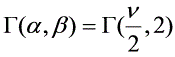 Γ(α, β) = Γ(ν/2, 2)